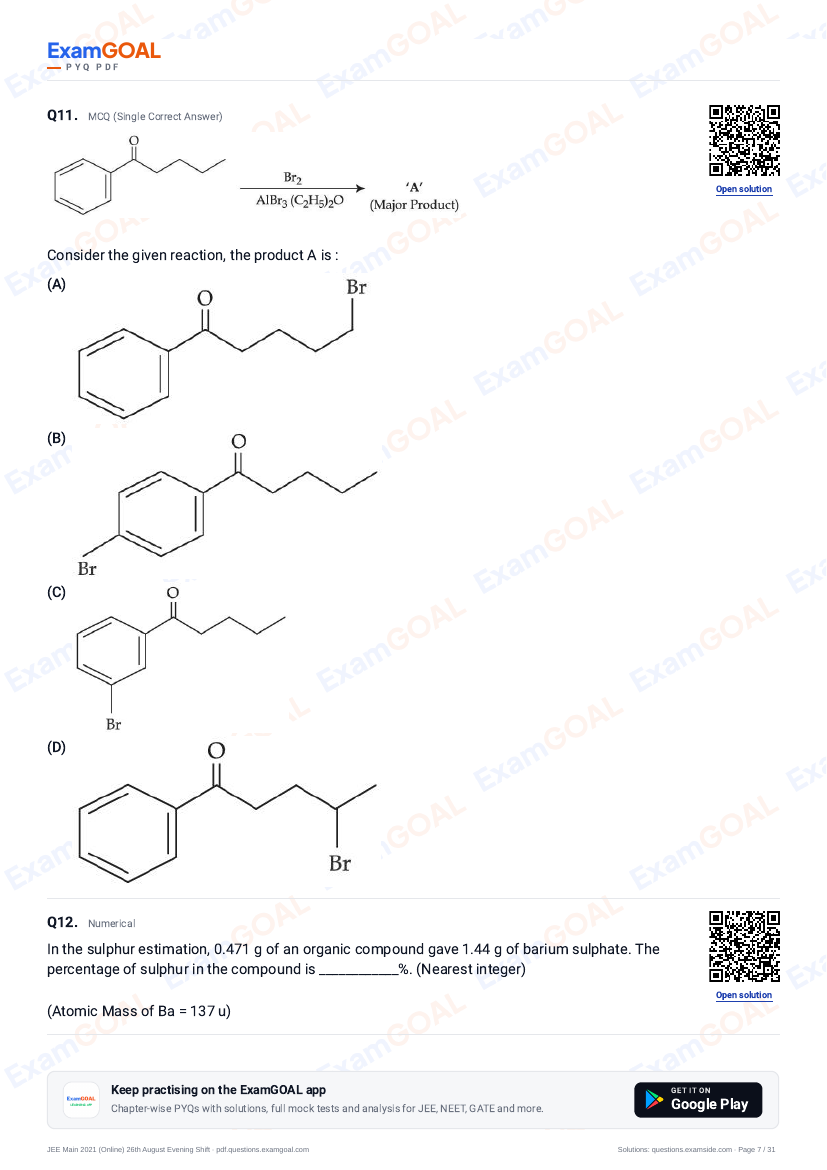 ExamGOAL
PYQ PDF
Q11. MCQ (Single Correct Answer)
Open solution
O
Br₂
AlBr₃ (C₂H₅)₂O
'A'
(Major Product)
Consider the given reaction, the product A is :
(A)
O
Br
(B)
O
Br
(C)
O
Br
(D)
O
Br
Q12. Numerical
Open solution
In the sulphur estimation, 0.471 g of an organic compound gave 1.44 g of barium sulphate. The
percentage of sulphur in the compound is ____________%. (Nearest integer)
(Atomic Mass of Ba = 137 u)
ExamGOAL
Keep practising on the ExamGOAL app
Chapter-wise PYQs with solutions, full mock tests and analysis for JEE, NEET, GATE and more.
GET IT ON
Google Play
JEE Main 2021 (Online) 26th August Evening Shift · pdf.questions.examgoal.com
Solutions: questions.examside.com · Page 7 / 31